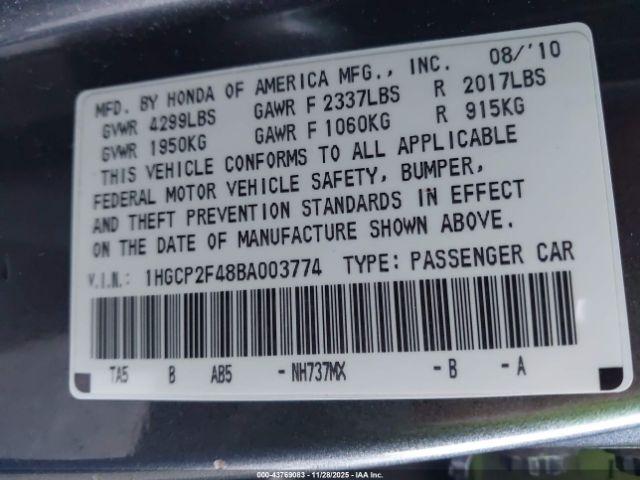 MFD. BY HONDA OF AMERICA MFG., INC. 08/'10
GVWR 4299LBS GAWR F 2337LBS R 2017LBS
GVWR 1950KG GAWR F 1060KG R 915KG
THIS VEHICLE CONFORMS TO ALL APPLICABLE
FEDERAL MOTOR VEHICLE SAFETY, BUMPER,
AND THEFT PREVENTION STANDARDS IN EFFECT
ON THE DATE OF MANUFACTURE SHOWN ABOVE.
V.I.N.: 1HGCP2F48BA003774 TYPE: PASSENGER CAR
TA5 B AB5 -NH737MX -B -A
OWN: 43769083 | 11/28/2025 | IAA Inc.